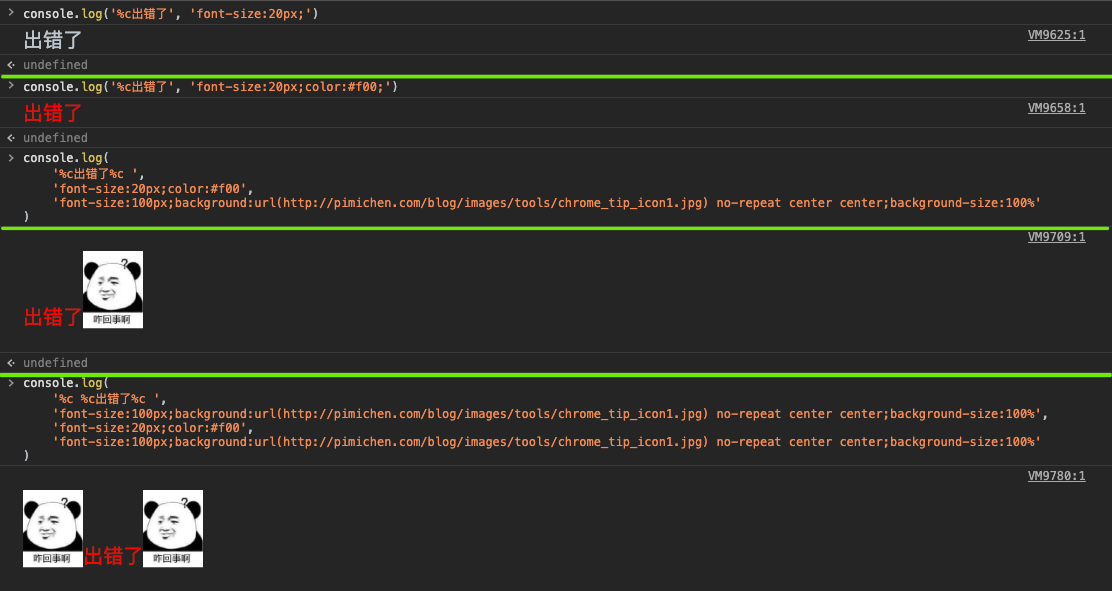 > console.log('%c出错了', 'font-size:20px;')
出错了 VM9625:1
undefined
> console.log('%c出错了', 'font-size:20px;color:#f00;')
出错了 VM9658:1
undefined
> console.log(
'%c出错了%c ',
'font-size:20px;color:#f00',
'font-size:100px;background:url(http://pimichen.com/blog/images/tools/chrome_tip_icon1.jpg) no-repeat center center;background-size:100%'
)
VM9709:1
?
咋回事啊
出错了
undefined
> console.log(
'%c %c出错了%c ',
'font-size:100px;background:url(http://pimichen.com/blog/images/tools/chrome_tip_icon1.jpg) no-repeat center center;background-size:100%',
'font-size:20px;color:#f00',
'font-size:100px;background:url(http://pimichen.com/blog/images/tools/chrome_tip_icon1.jpg) no-repeat center center;background-size:100%'
)
VM9780:1
?
咋回事啊
出错了
?
咋回事啊